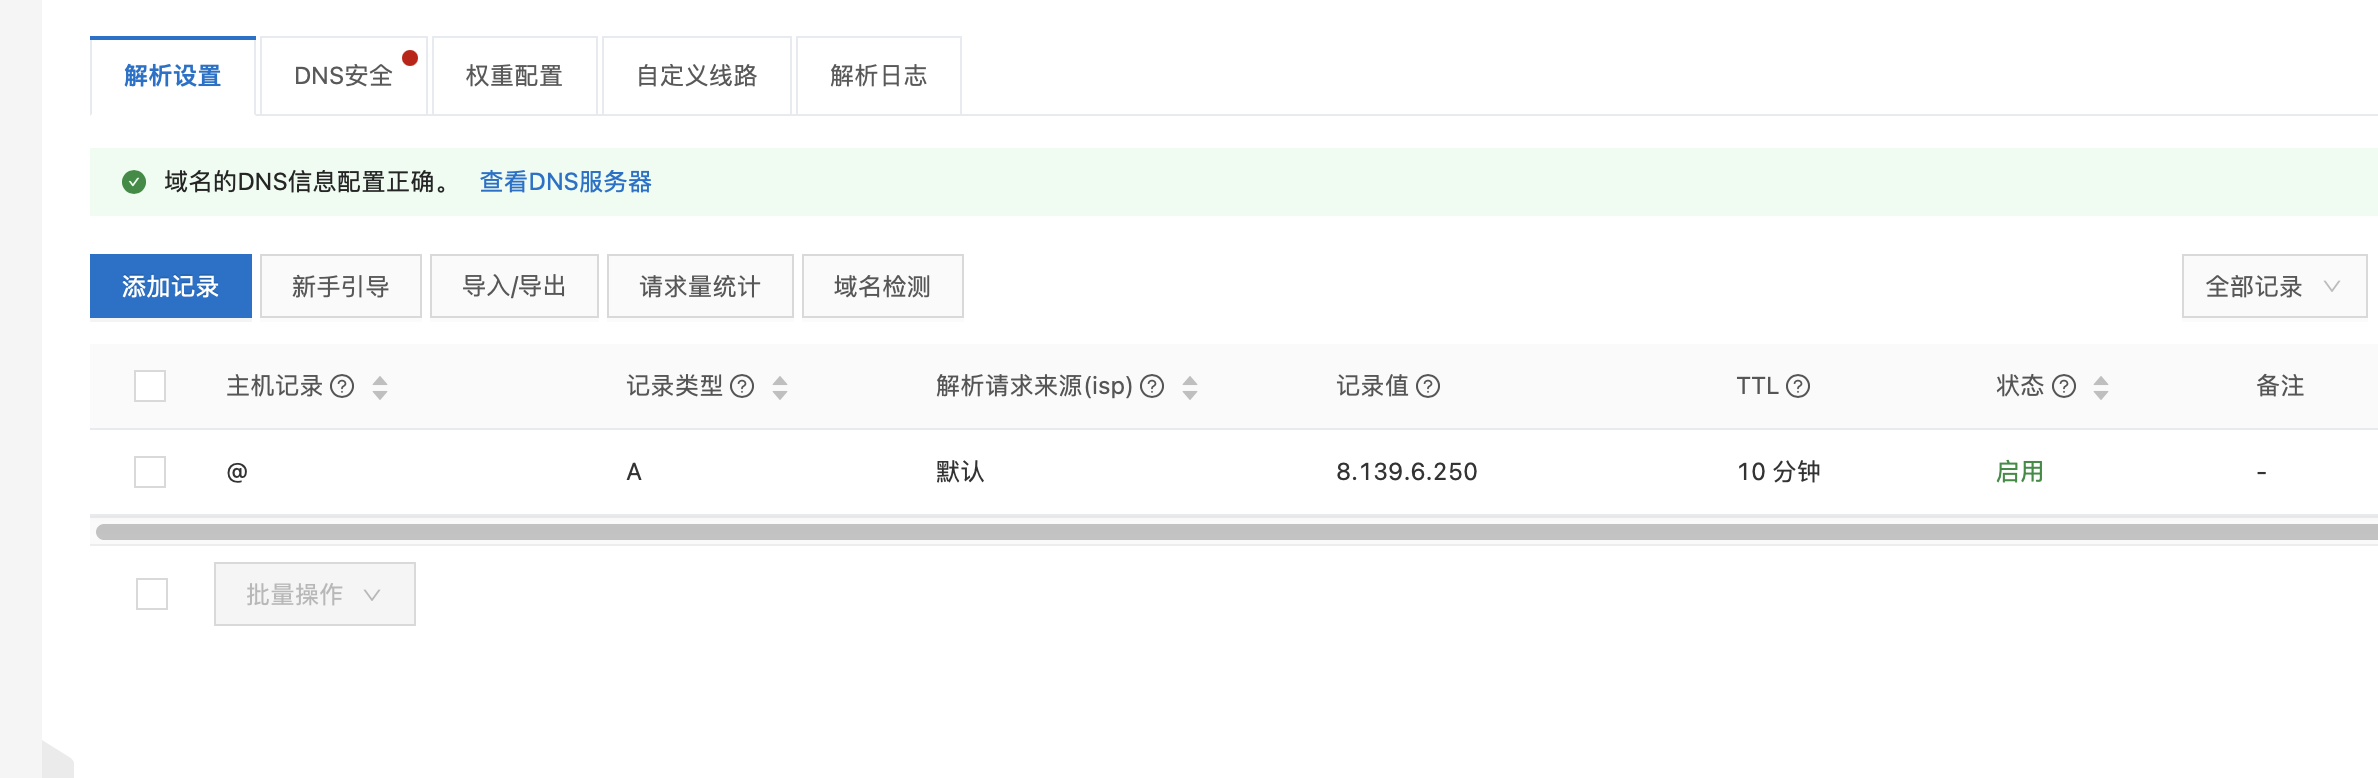 解析设置 DNS安全 权重配置 自定义线路 解析日志
域名的DNS信息配置正确。 查看DNS服务器
添加记录 新手引导 导入/导出 请求量统计 域名检测 全部记录
主机记录 记录类型 解析请求来源(isp) 记录值 TTL 状态 备注
@ A 默认 8.139.6.250 10 分钟 启用 -
批量操作